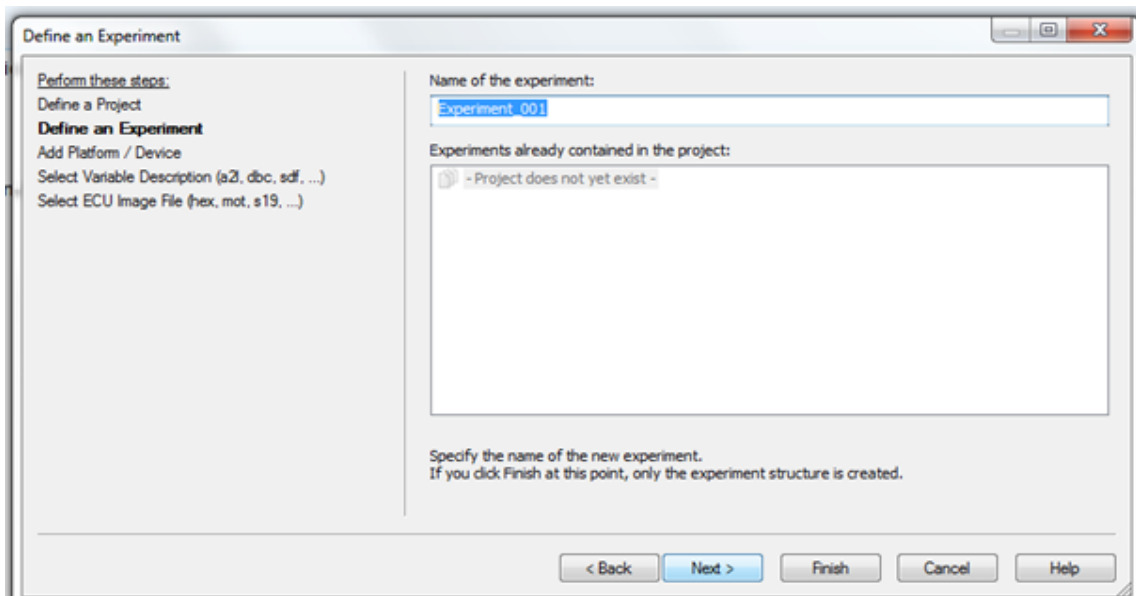 Define an Experiment
Perform these steps:
Define a Project
Define an Experiment
Add Platform / Device
Select Variable Description (a2l, dbc, sdf, ...)
Select ECU Image File (hex, mot, s19, ...)
Name of the experiment:
Experiment_001
Experiments already contained in the project:
- Project does not yet exist -
Specify the name of the new experiment.
If you click Finish at this point, only the experiment structure is created.
< Back
Next >
Finish
Cancel
Help